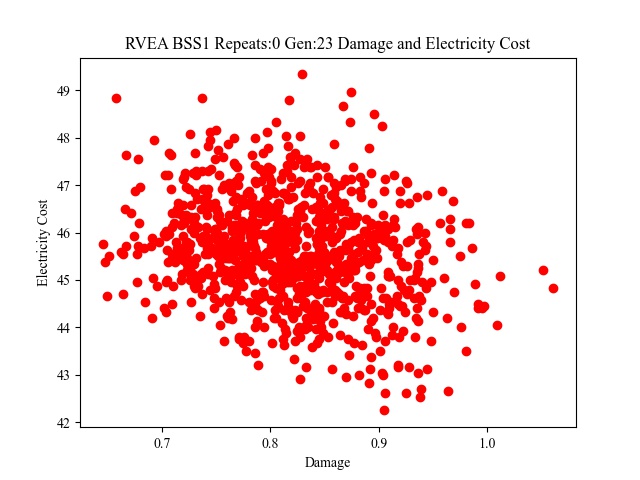 RVEA BSS1 Repeats:0 Gen:23 Damage and Electricity Cost
49
48
47
46
45
44
43
42
Electricity Cost
0.7 0.8 0.9 1.0
Damage